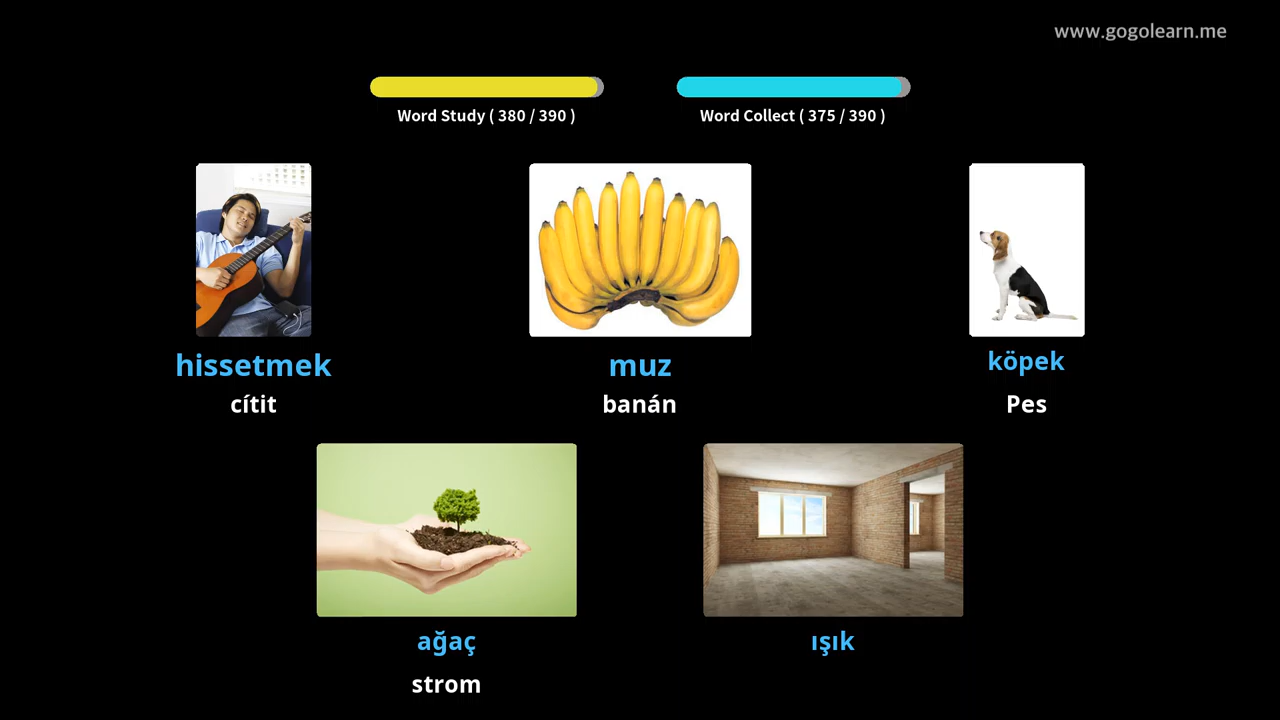 www.gogolearn.me
Word Study ( 380 / 390 )
Word Collect ( 375 / 390 )
hissetmek
cítit
muz
banán
köpek
Pes
ağaç
strom
ışık